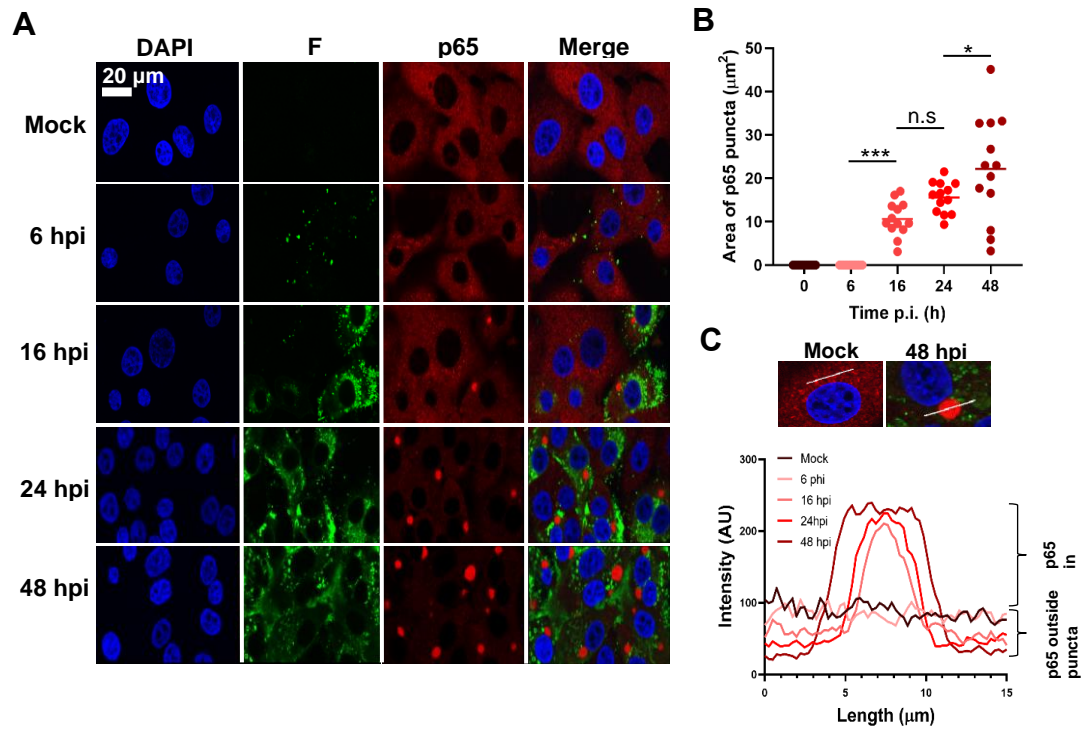 A
DAPI F p65 Merge
20 µm
Mock
6 hpi
16 hpi
24 hpi
48 hpi
B
Area of p65 puncta (µm²)
50
40
30
20
10
0
***
n.s
*
0 6 16 24 48
Time p.i. (h)
C
Mock 48 hpi
Intensity (AU)
300
200
100
0
Mock
6 phi
16 hpi
24hpi
48 hpi
0 5 10 15
Length (µm)
p65 in
p65 outside puncta